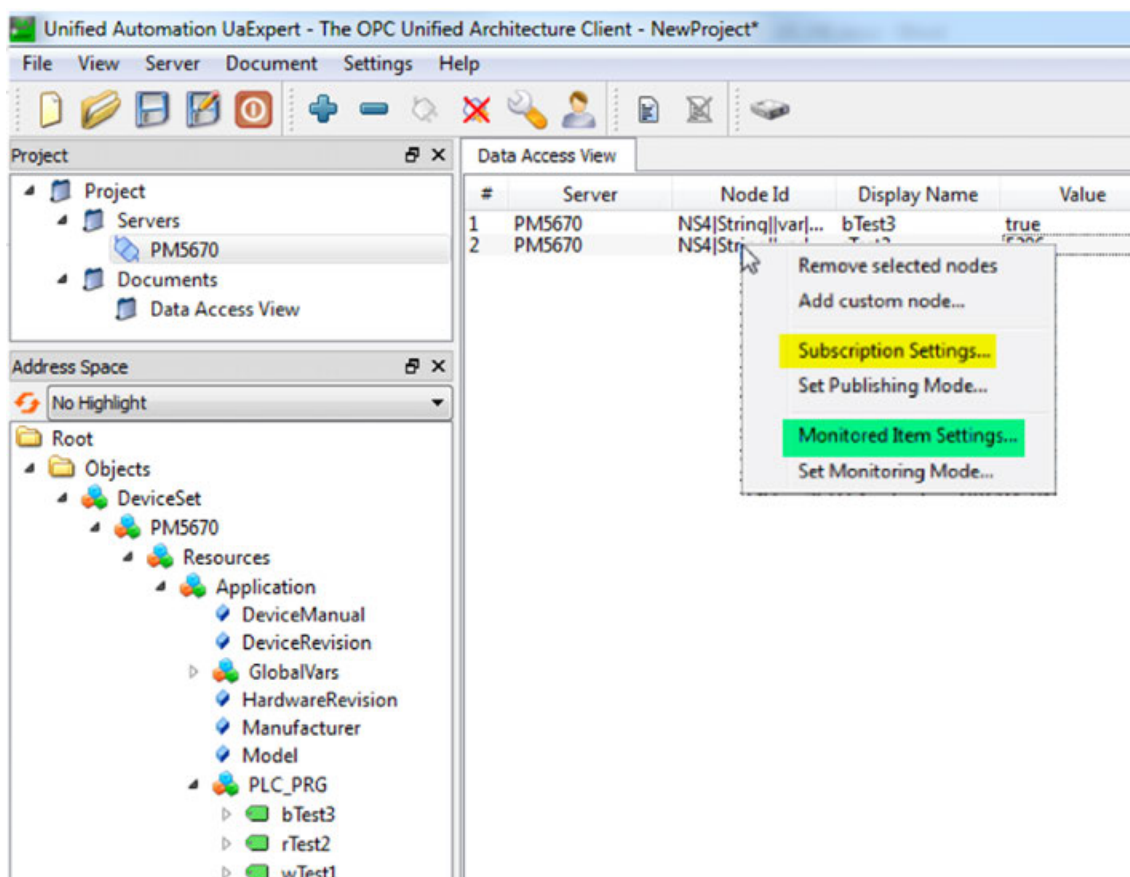 Unified Automation UaExpert - The OPC Unified Architecture Client - NewProject*
File View Server Document Settings Help
Project
Project
Servers
PM5670
Documents
Data Access View
Address Space
No Highlight
Root
Objects
DeviceSet
PM5670
Resources
Application
DeviceManual
DeviceRevision
GlobalVars
HardwareRevision
Manufacturer
Model
PLC_PRG
bTest3
rTest2
wTest1
Data Access View
# Server Node Id Display Name Value
1 PM5670 NS4|String||var|... bTest3 true
2 PM5670
Remove selected nodes
Add custom node...
Subscription Settings...
Set Publishing Mode...
Monitored Item Settings...
Set Monitoring Mode...